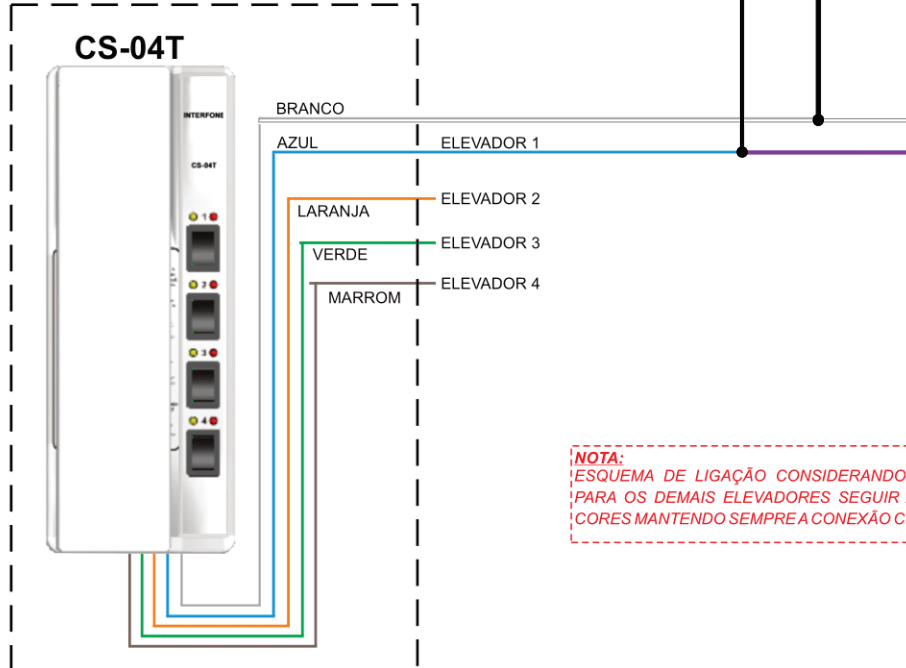 CS-04T
INTERFONE
CS-04T
1
2
3
4
BRANCO
AZUL
ELEVADOR 1
LARANJA
ELEVADOR 2
VERDE
ELEVADOR 3
MARROM
ELEVADOR 4
NOTA:
ESQUEMA DE LIGAÇÃO CONSIDERANDO
PARA OS DEMAIS ELEVADORES SEGUIR
CORES MANTENDO SEMPRE A CONEXÃO C